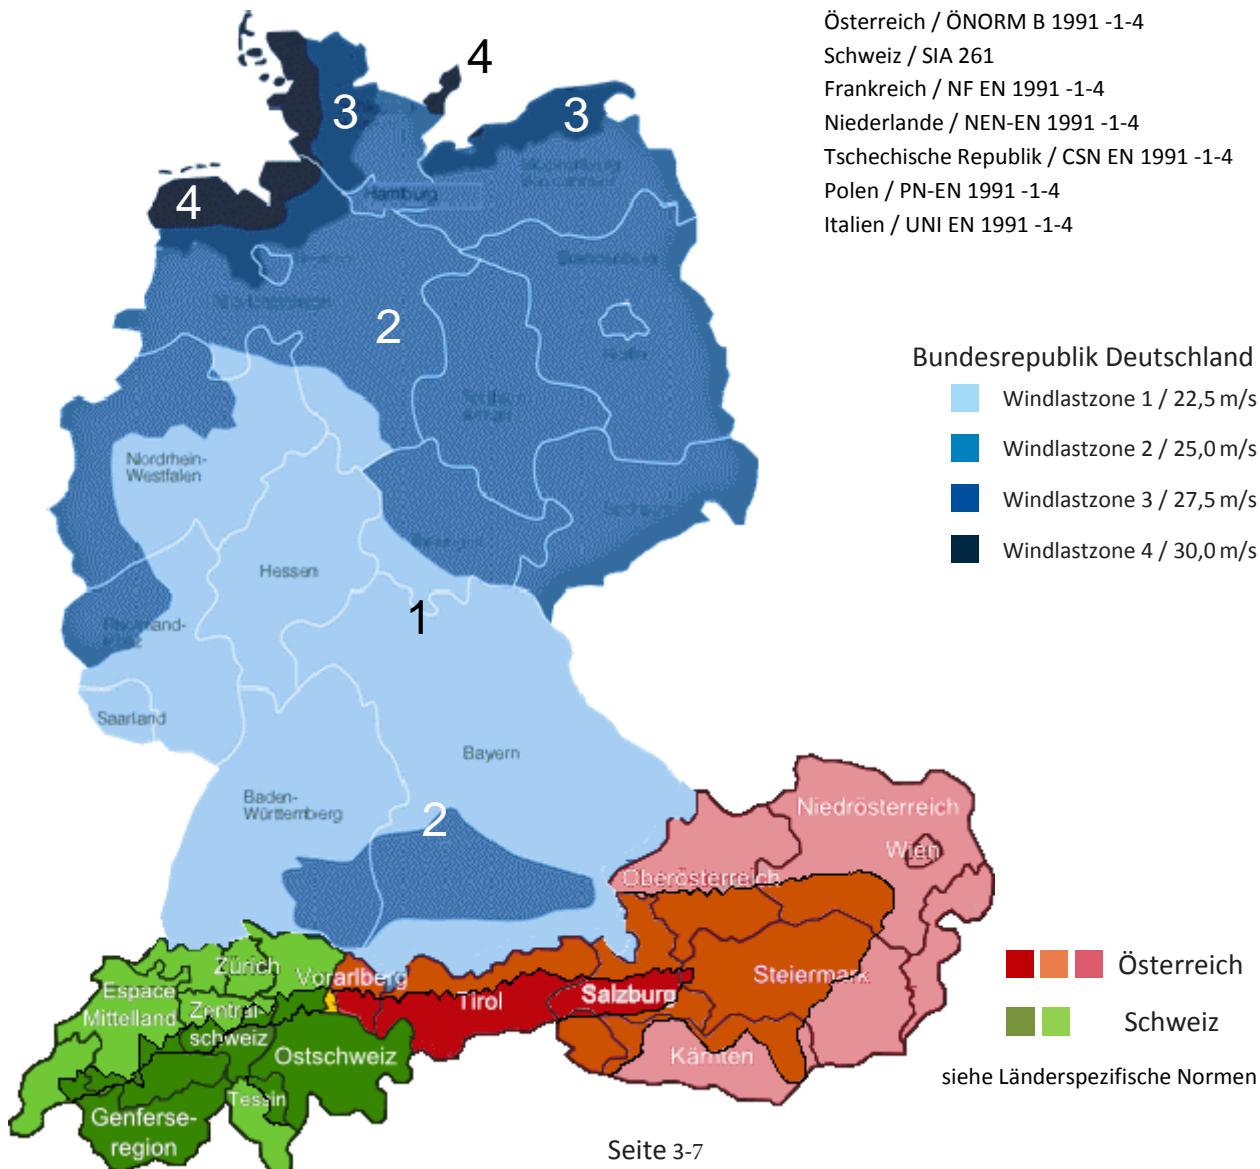 Österreich / ÖNORM B 1991 -1-4
Schweiz / SIA 261
Frankreich / NF EN 1991 -1-4
Niederlande / NEN-EN 1991 -1-4
Tschechische Republik / CSN EN 1991 -1-4
Polen / PN-EN 1991 -1-4
Italien / UNI EN 1991 -1-4
4
3
3
4
Hamburg
2
Bundesrepublik Deutschland
Windlastzone 1 / 22,5 m/s
Windlastzone 2 / 25,0 m/s
Windlastzone 3 / 27,5 m/s
Windlastzone 4 / 30,0 m/s
Nordrhein-
Westfalen
Hessen
1
Saarland
Bayern
Baden-
Württemberg
2
Niedrösterreich
Wien
Oberösterreich
Zürich
Vorarlberg
Tirol
Salzburg
Steiermark
Espace
Mittelland
Zentral-
schweiz
Ostschweiz
Kärnten
Tessin
Genferse-
region
Österreich
Schweiz
siehe Länderspezifische Normen
Seite 3-7